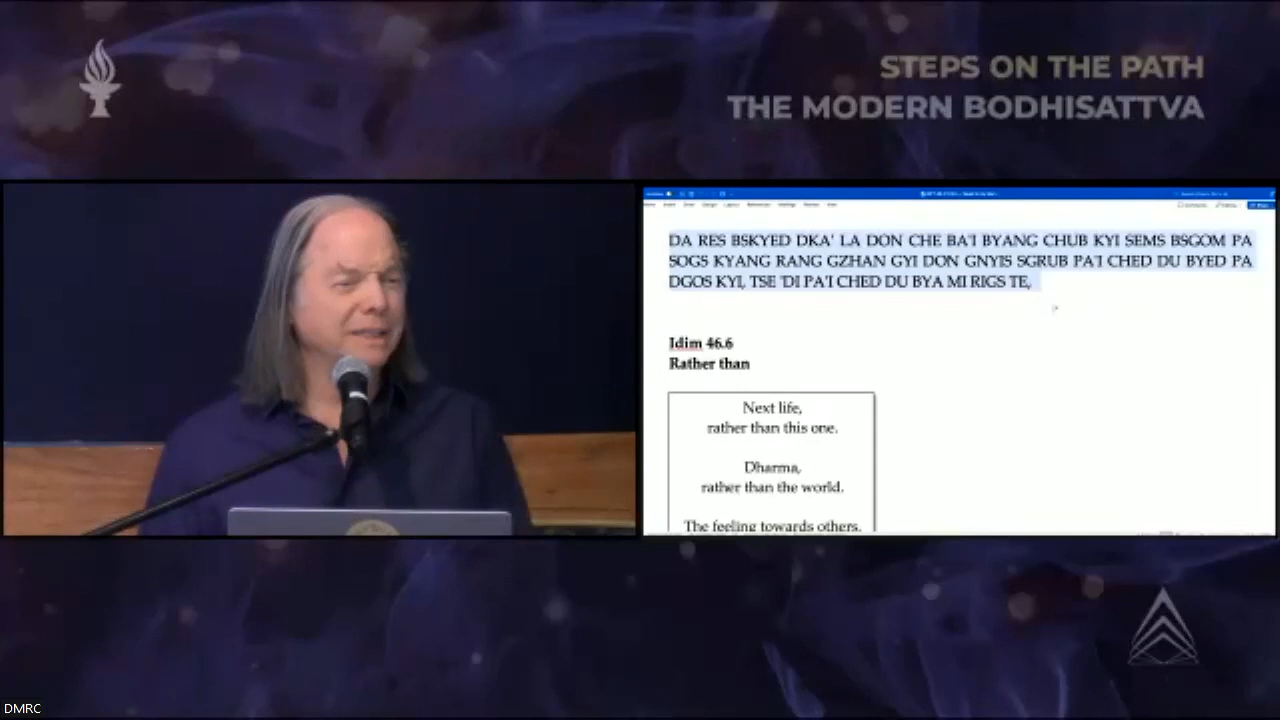 STEPS ON THE PATH
THE MODERN BODHISATTVA
DA RES BSKYED DKA' LA DON CHE BA'I BYANG CHUB KYI SEMS BSGOM PA
SOGS KYANG RANG GZHAN GYI DON GNYIS SGRUB PA'I CHED DU BYED PA
DGOS KYI, TSE 'DI PA'I CHED DU BYA MI RIGS TE,
Idim 46.6
Rather than
Next life,
rather than this one.
Dharma,
rather than the world.
The feeling towards others,
DMRC